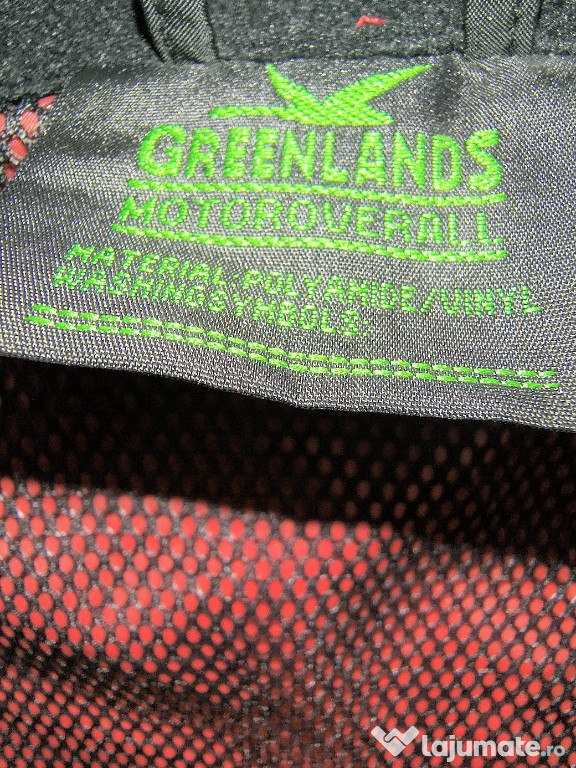 GREENLANDS
MOTOROVERALL
MATERIAL:POLYAMIDE/VINYL
WASHINGSYMBOLS:
lajumate.ro